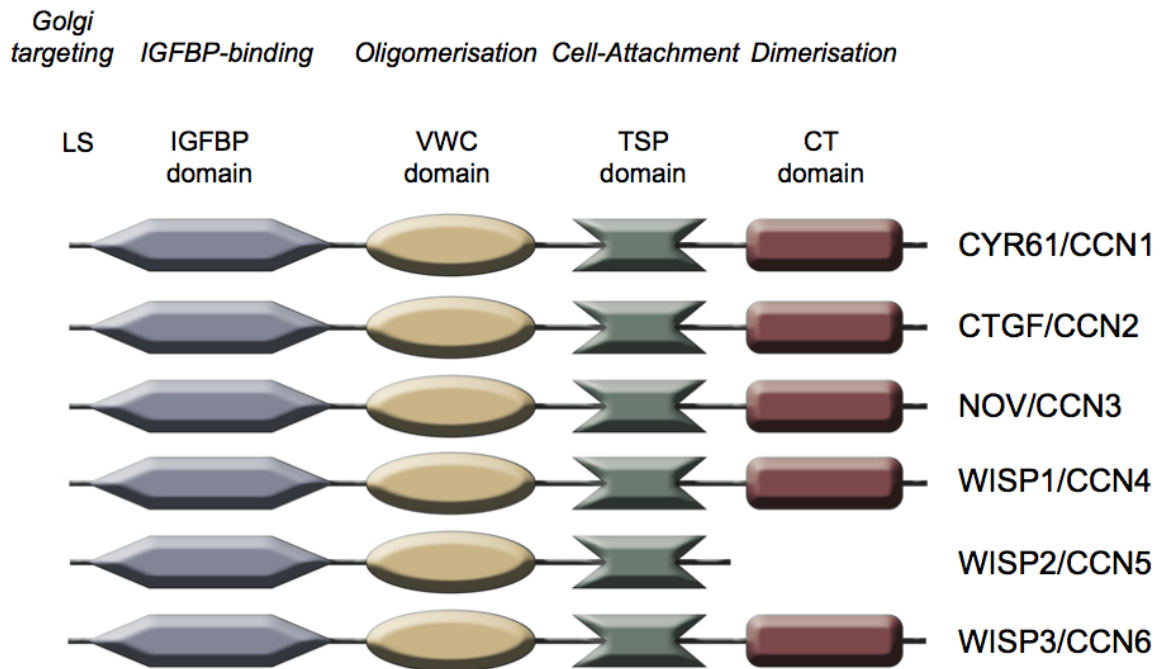 Golgi
targeting IGFBP-binding Oligomerisation Cell-Attachment Dimerisation
LS IGFBP VWC TSP CT
domain domain domain domain
CYR61/CCN1
CTGF/CCN2
NOV/CCN3
WISP1/CCN4
WISP2/CCN5
WISP3/CCN6